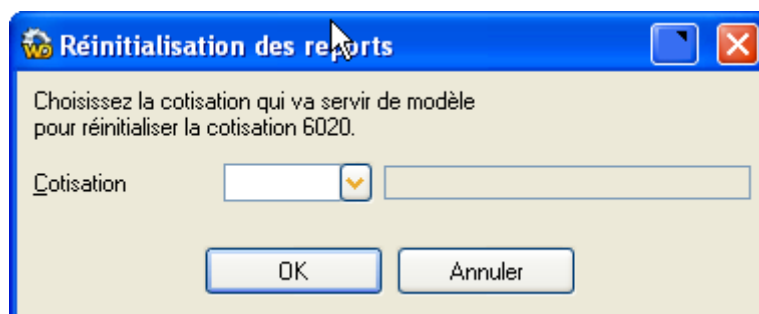 Réinitialisation des reports
Choisissez la cotisation qui va servir de modèle
pour réinitialiser la cotisation 6020.
Cotisation
OK
Annuler